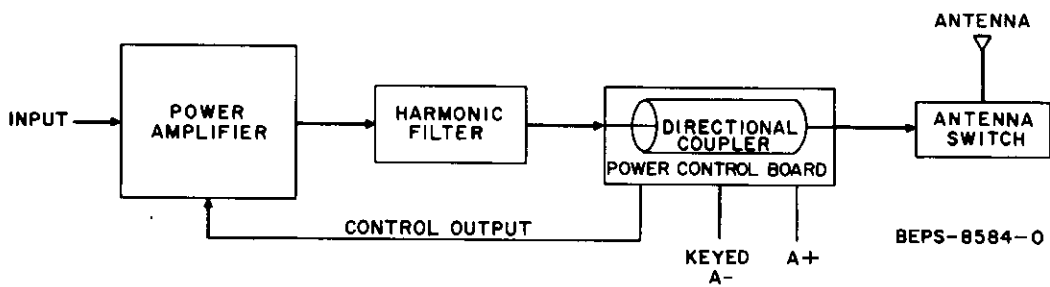 ANTENNA
INPUT
POWER
AMPLIFIER
HARMONIC
FILTER
DIRECTIONAL
COUPLER
POWER CONTROL BOARD
ANTENNA
SWITCH
CONTROL OUTPUT
KEYED
A-
A+
BEPS-8584-0